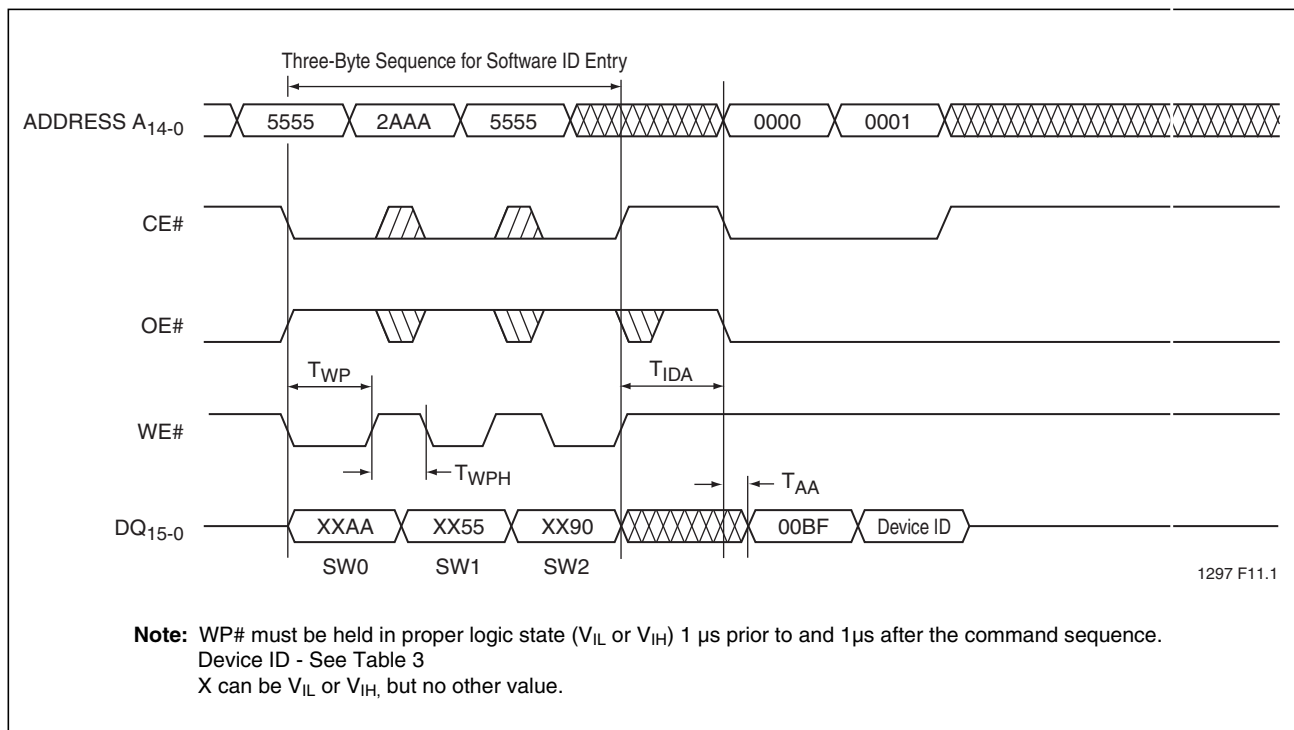 Three-Byte Sequence for Software ID Entry
ADDRESS A14-0 5555 2AAA 5555 0000 0001
CE#
OE#
TWP TIDA
WE#
TWPH TAA
DQ15-0 XXAA XX55 XX90 00BF Device ID
SW0 SW1 SW2
1297 F11.1
Note: WP# must be held in proper logic state (VIL or VIH) 1 µs prior to and 1µs after the command sequence.
Device ID - See Table 3
X can be VIL or VIH, but no other value.